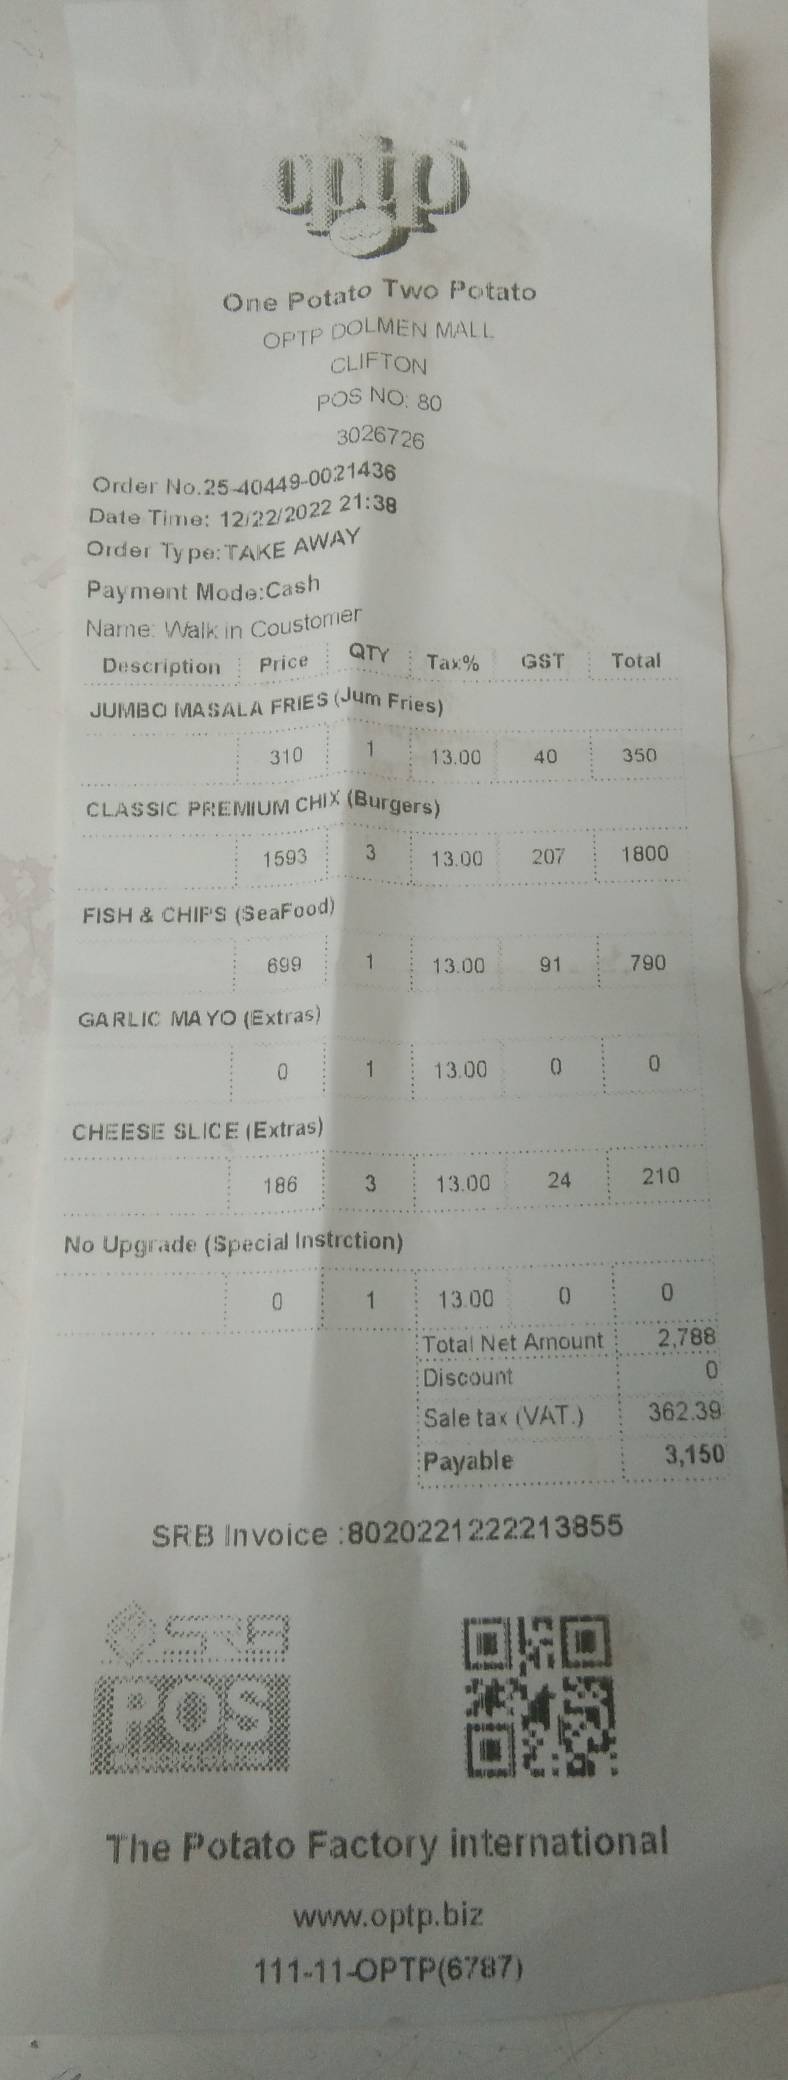 optp
One Potato Two Potato
OPTP DOLMEN MALL
CLIFTON
POS NO: 80
3026726
Order No.25-40449-0021436
Date Time: 12/22/2022 21:38
Order Type:TAKE AWAY
Payment Mode:Cash
Name: Walk in Coustomer
Description Price QTY Tax% GST Total
JUMBO MASALA FRIES (Jum Fries)
310 1 13.00 40 350
CLASSIC PREMIUM CHIX (Burgers)
1593 3 13.00 207 1800
FISH & CHIPS (SeaFood)
699 1 13.00 91 790
GARLIC MAYO (Extras)
0 1 13.00 0 0
CHEESE SLICE (Extras)
186 3 13.00 24 210
No Upgrade (Special Instrction)
0 1 13.00 0 0
Total Net Amount 2,788
Discount 0
Sale tax (VAT.) 362.39
Payable 3,150
SRB Invoice :8020221222213855
SRB
POS
The Potato Factory international
www.optp.biz
111-11-OPTP(6787)